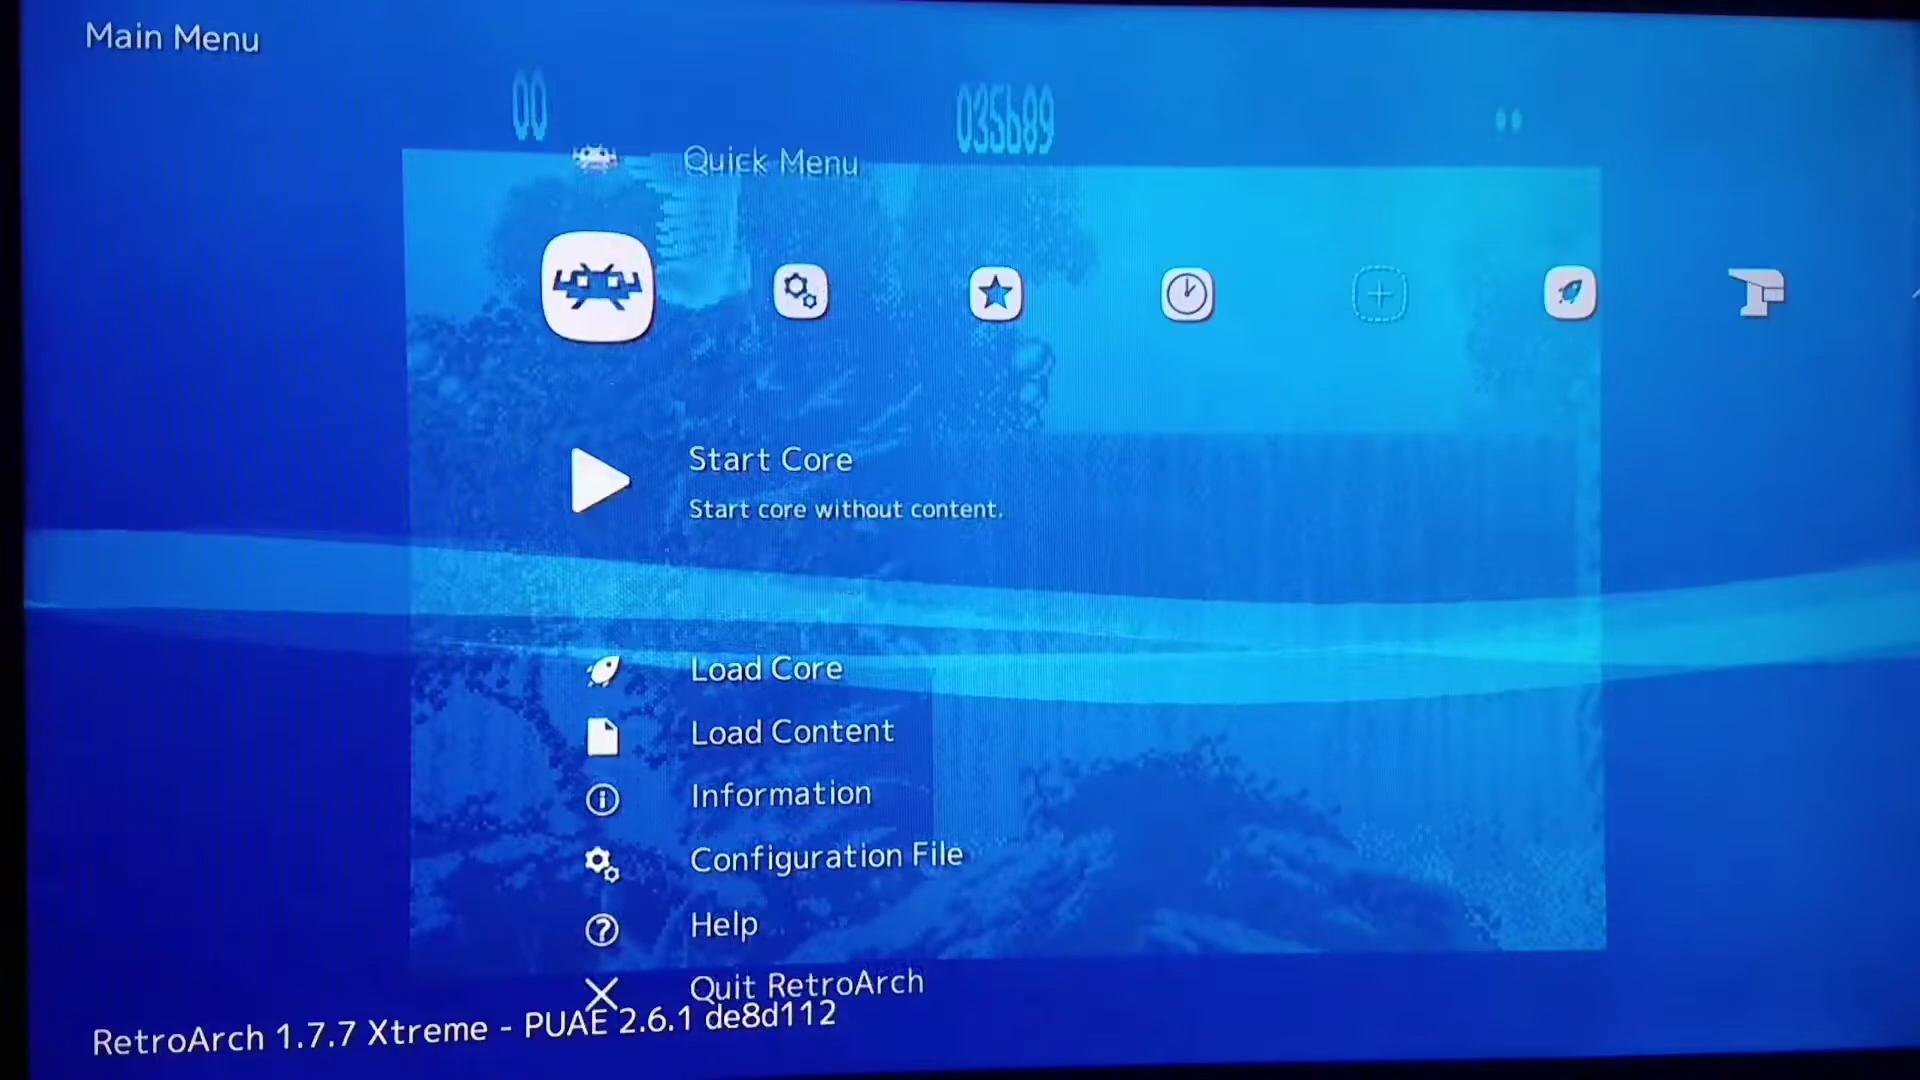 Main Menu
00
035b89
Quick Menu
Start Core
Start core without content.
Load Core
Load Content
Information
Configuration File
Help
Quit RetroArch
RetroArch 1.7.7 Xtreme - PUAE 2.6.1 de8d112